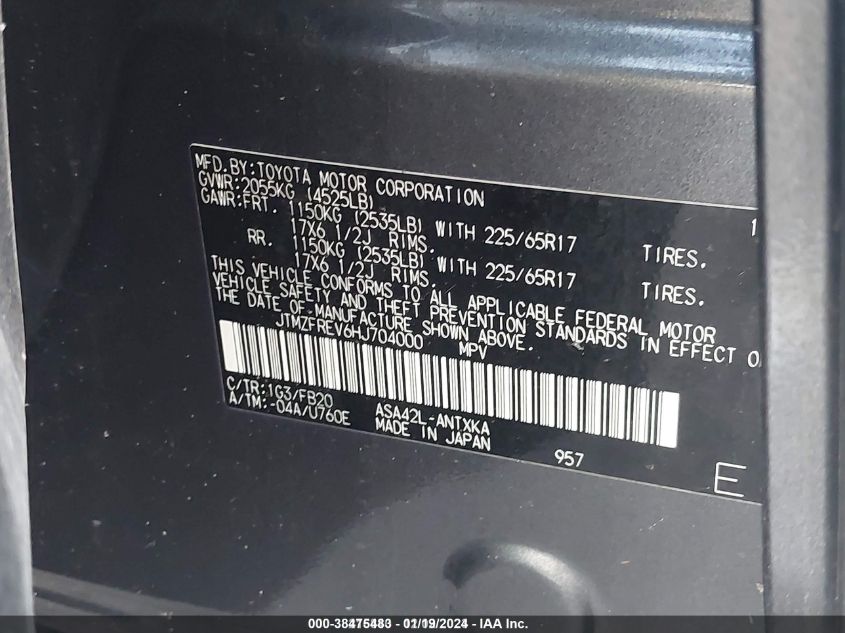 MFD.BY:TOYOTA MOTOR CORPORATION
GVWR:2055KG (4525LB)
GAWR:FRT. 1150KG (2535LB) WITH 225/65R17 TIRES.
17X6 1/2J RIMS.
RR. 1150KG (2535LB) WITH 225/65R17 TIRES.
17X6 1/2J RIMS.
THIS VEHICLE CONFORMS TO ALL APPLICABLE FEDERAL MOTOR
VEHICLE SAFETY AND THEFT PREVENTION STANDARDS IN EFFECT O
THE DATE OF MANUFACTURE SHOWN ABOVE.
JTMZFREV6HJ704000 MPV
C/TR:1G3/FB20
A/TM:-04A/U760E
ASA42L-ANTXKA
MADE IN JAPAN
957
E
- 01/19/2024 - IAA Inc.